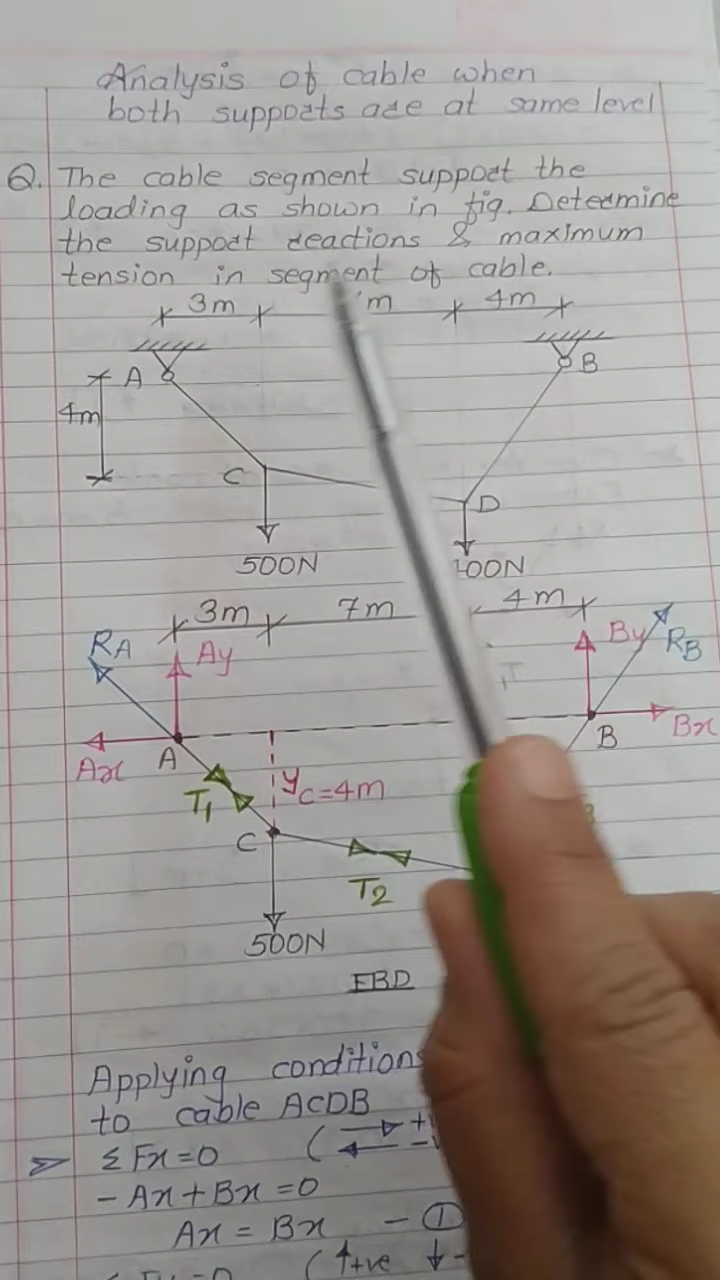 Analysis of cable when
both supports are at same level
Q. The cable segment support the
loading as shown in fig. Determine
the support reactions & maximum
tension in segment of cable.
3m m 4m
A B
4m
C D
500N 00N
3m 7m 4m
RA Ay By RB
Ax A B Bx
T1 yc=4m
C T2
500N
FBD
Applying conditions
to cable ACDB
ΣFx=0 (
-Ax+Bx=0
Ax = Bx - ①
(↑+ve ↓-